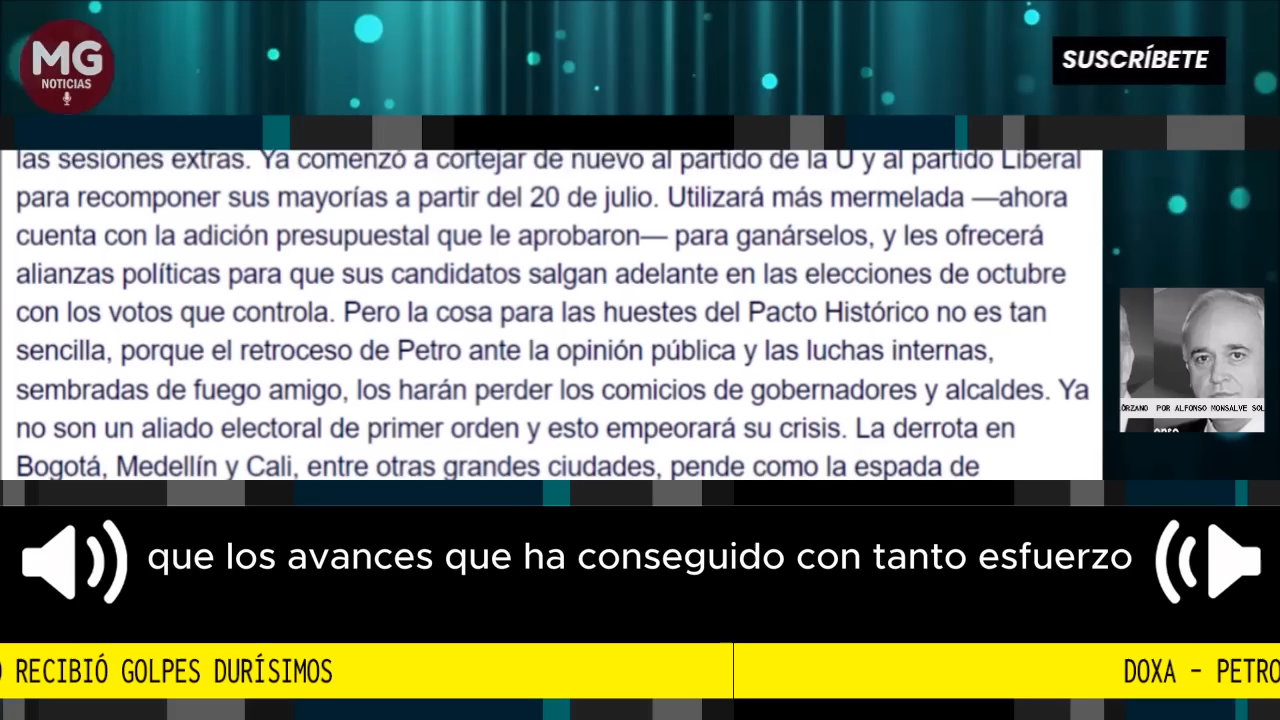 MG
NOTICIAS
SUSCRÍBETE
las sesiones extras. Ya comenzó a cortejar de nuevo al partido de la U y al partido Liberal
para recomponer sus mayorías a partir del 20 de julio. Utilizará más mermelada —ahora
cuenta con la adición presupuestal que le aprobaron— para ganárselos, y les ofrecerá
alianzas políticas para que sus candidatos salgan adelante en las elecciones de octubre
con los votos que controla. Pero la cosa para las huestes del Pacto Histórico no es tan
sencilla, porque el retroceso de Petro ante la opinión pública y las luchas internas,
sembradas de fuego amigo, los harán perder los comicios de gobernadores y alcaldes. Ya
no son un aliado electoral de primer orden y esto empeorará su crisis. La derrota en
Bogotá, Medellín y Cali, entre otras grandes ciudades, pende como la espada de
ÓRZANO POR ALFONSO MONSALVE SOL
que los avances que ha conseguido con tanto esfuerzo
RECIBIÓ GOLPES DURÍSIMOS
DOXA - PETRO